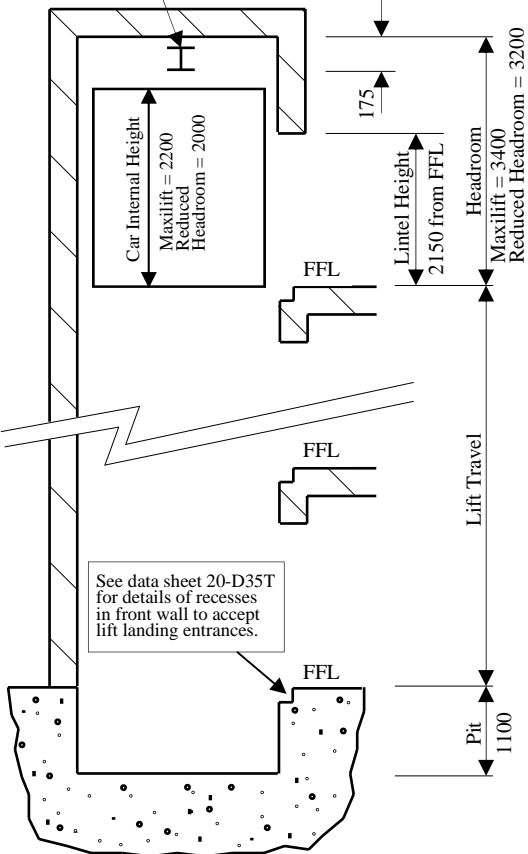 175
Headroom
Maxilift = 3400
Reduced Headroom = 3200
Car Internal Height
Maxilift = 2200
Reduced
Headroom = 2000
Lintel Height
2150 from FFL
FFL
FFL
Lift Travel
See data sheet 20-D35T
for details of recesses
in front wall to accept
lift landing entrances.
FFL
Pit
1100